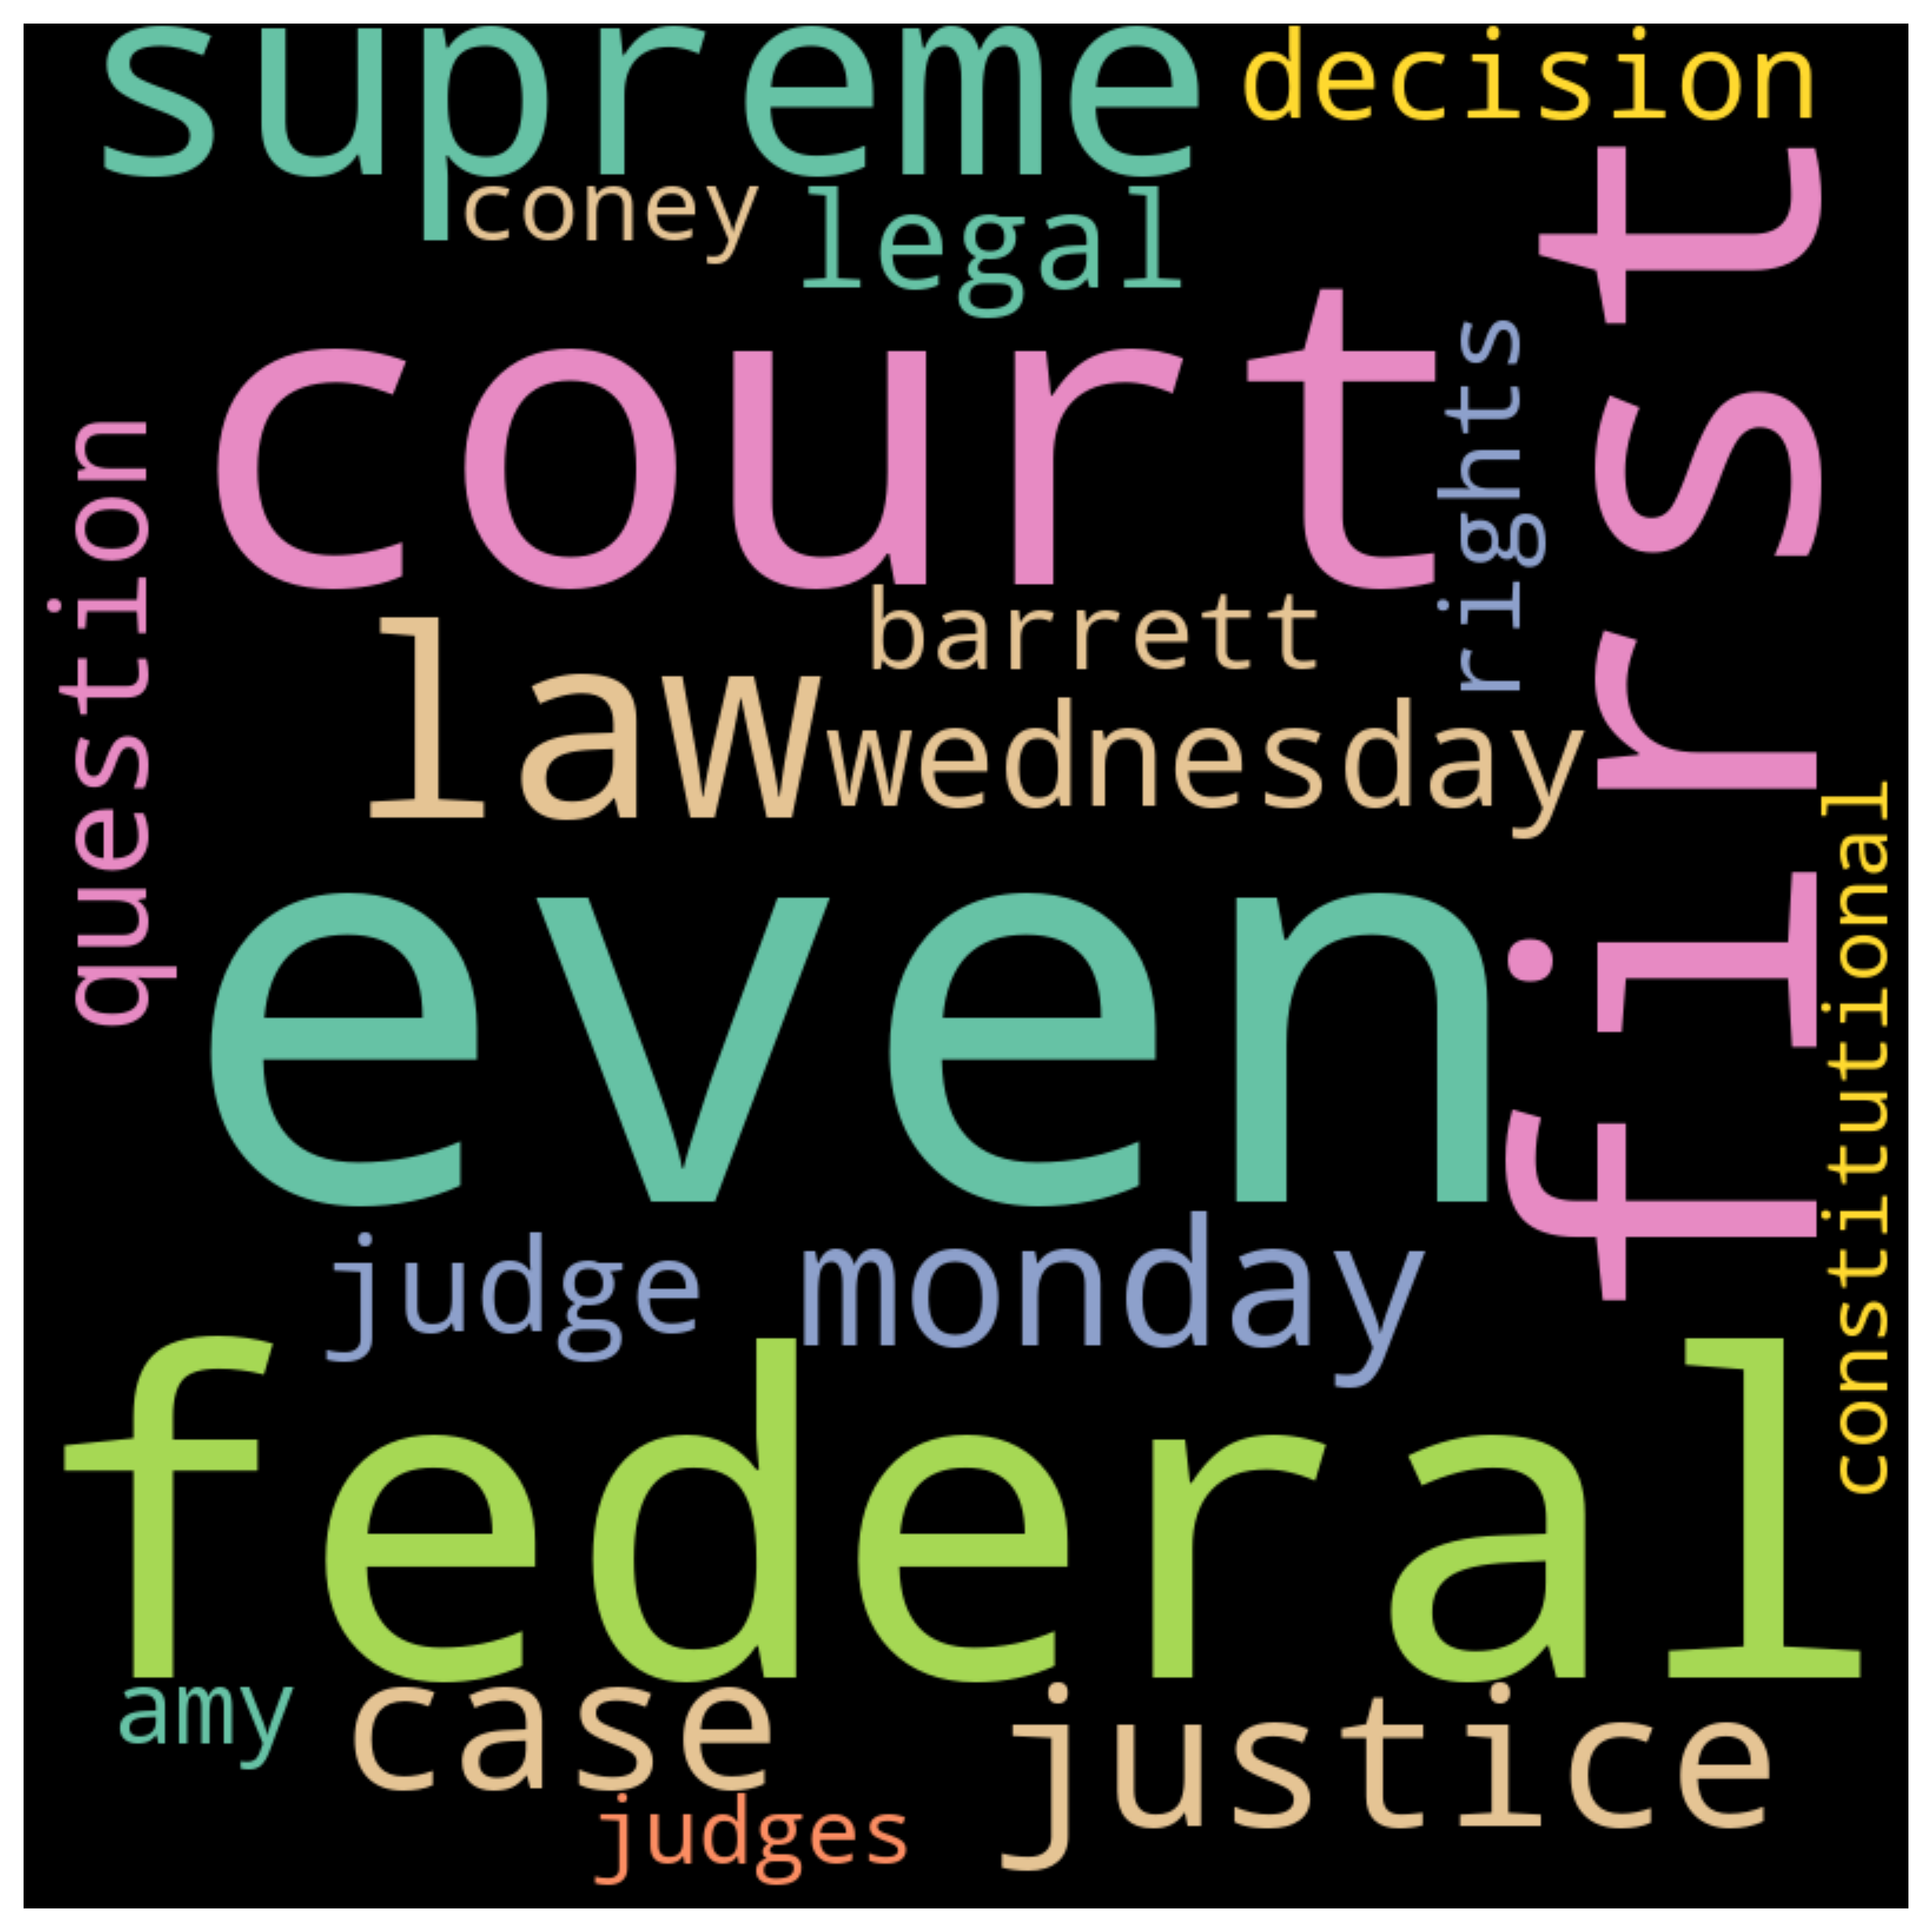 supreme
decision
coney
legal
court
rights
first
question
barrett
law
wednesday
even
constitutional
judge
monday
federal
amy
case
justice
judges